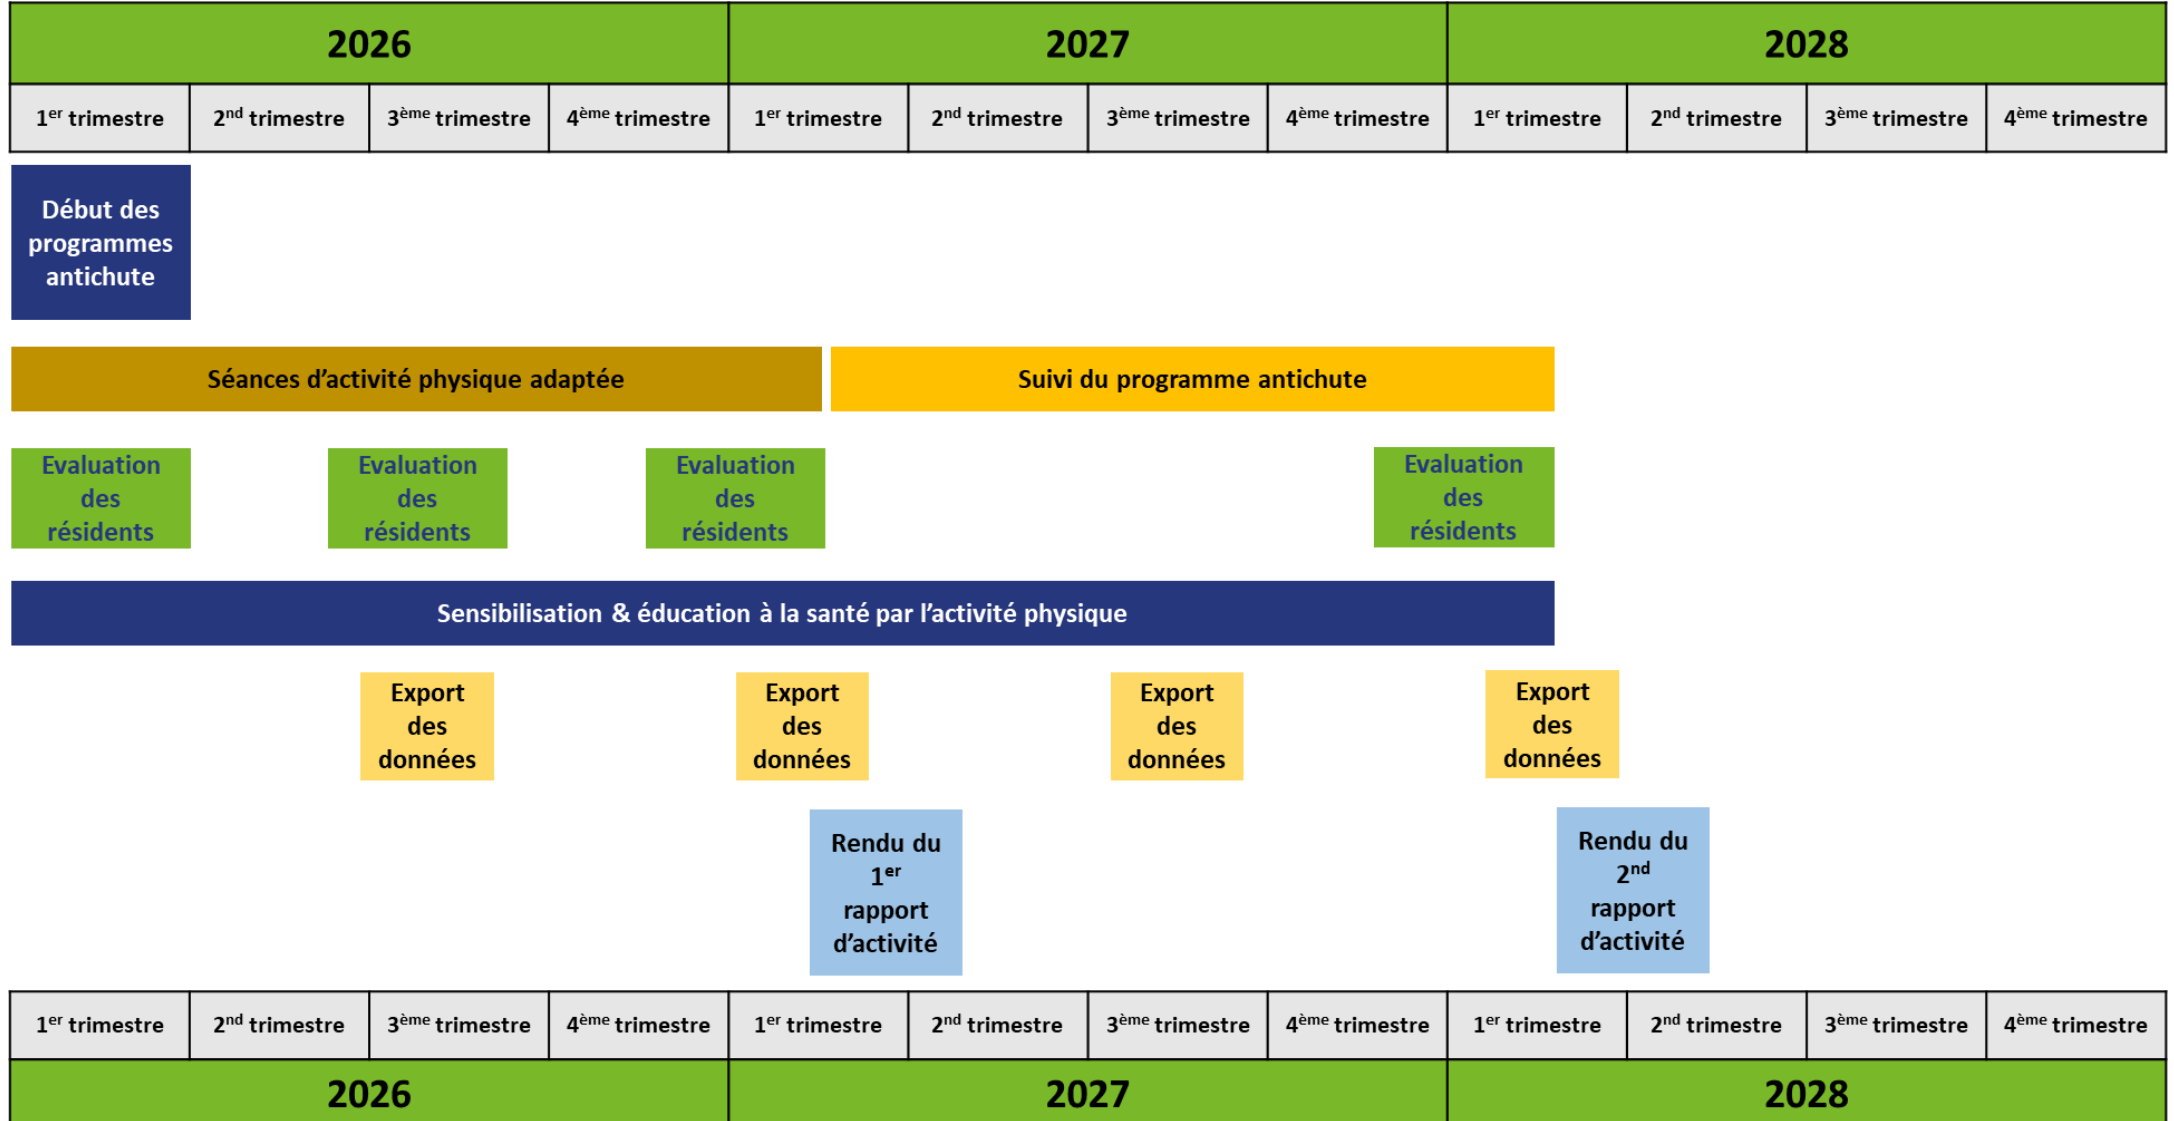 2026 2027 2028
1er trimestre 2nd trimestre 3ème trimestre 4ème trimestre 1er trimestre 2nd trimestre 3ème trimestre 4ème trimestre 1er trimestre 2nd trimestre 3ème trimestre 4ème trimestre
Début des
programmes
antichute
Séances d’activité physique adaptée
Suivi du programme antichute
Evaluation
des
résidents
Evaluation
des
résidents
Evaluation
des
résidents
Evaluation
des
résidents
Sensibilisation & éducation à la santé par l’activité physique
Export
des
données
Export
des
données
Export
des
données
Export
des
données
Rendu du
1er
rapport
d’activité
Rendu du
2nd
rapport
d’activité
1er trimestre 2nd trimestre 3ème trimestre 4ème trimestre 1er trimestre 2nd trimestre 3ème trimestre 4ème trimestre 1er trimestre 2nd trimestre 3ème trimestre 4ème trimestre
2026 2027 2028